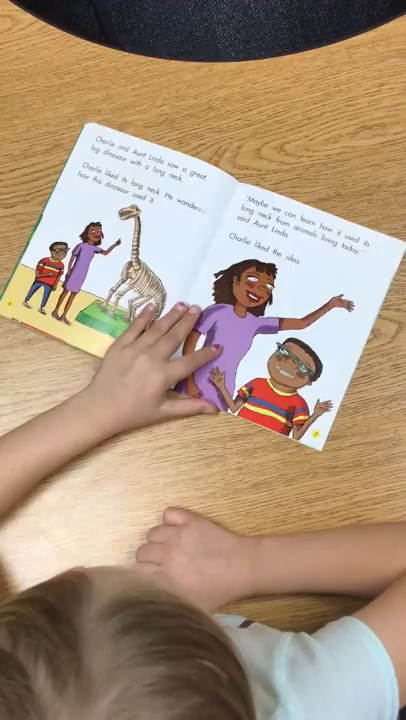 Charlie and Aunt Linda saw a great
big dinosaur with a long neck.
Charlie liked its long neck. He wondered
how this dinosaur used it.
"Maybe we can learn how it used its
long neck from animals living today,"
said Aunt Linda.
Charlie liked the idea.